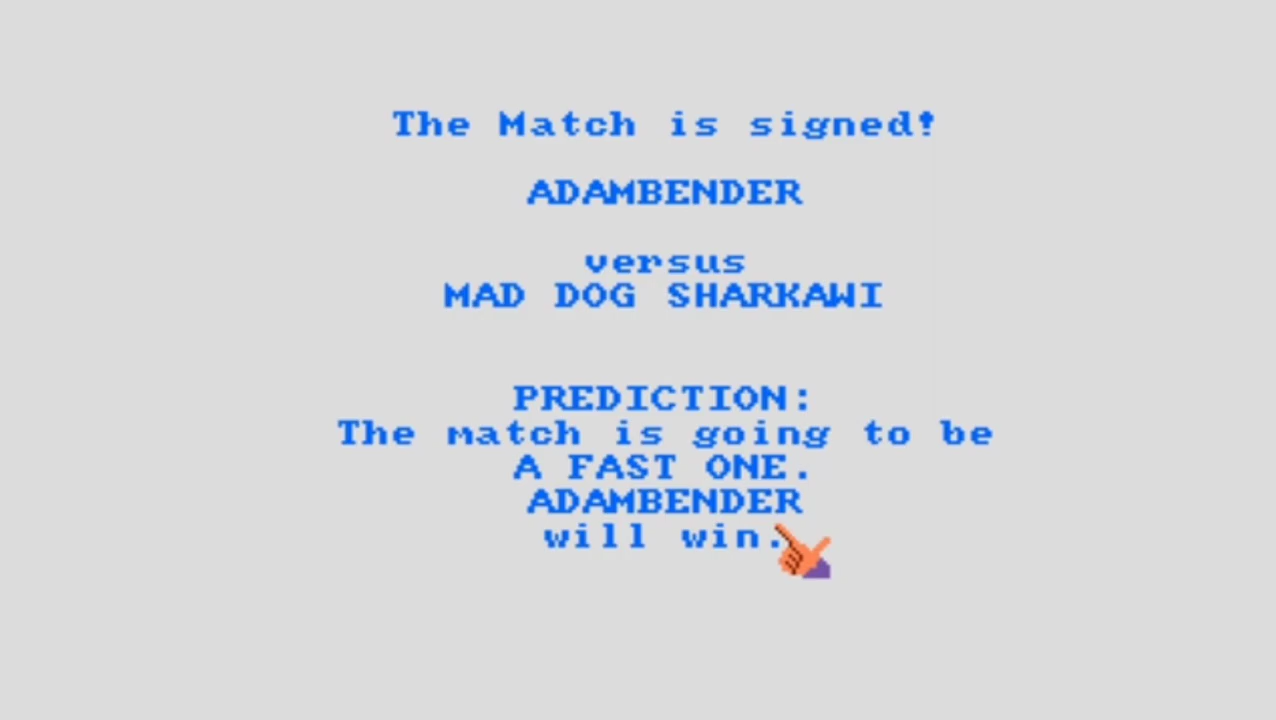 The Match is signed!
ADAMBENDER
versus
MAD DOG SHARKAWI
PREDICTION:
The match is going to be
A FAST ONE.
ADAMBENDER
will win.